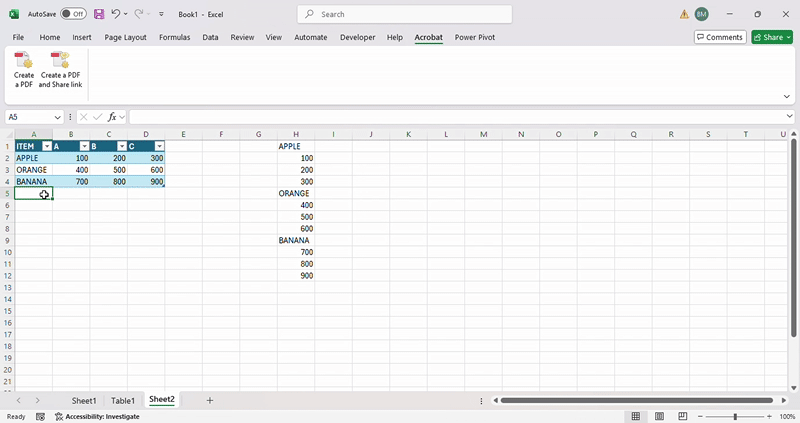 AutoSave Off Book1 - Excel Search BM
File Home Insert Page Layout Formulas Data Review View Automate Developer Help Acrobat Power Pivot Comments Share
Create a PDF
Create a PDF and Share link
A5 fx
A B C D E F G H I J K L M N O P Q R S T U
1 ITEM A B C APPLE
2 APPLE 100 200 300 100
3 ORANGE 400 500 600 200
4 BANANA 700 800 900 300
5 ORANGE
6 400
7 500
8 600
9 BANANA
10 700
11 800
12 900
13
14
15
16
17
18
19
20
21
Sheet1 Table1 Sheet2
Ready Accessibility: Investigate 100%